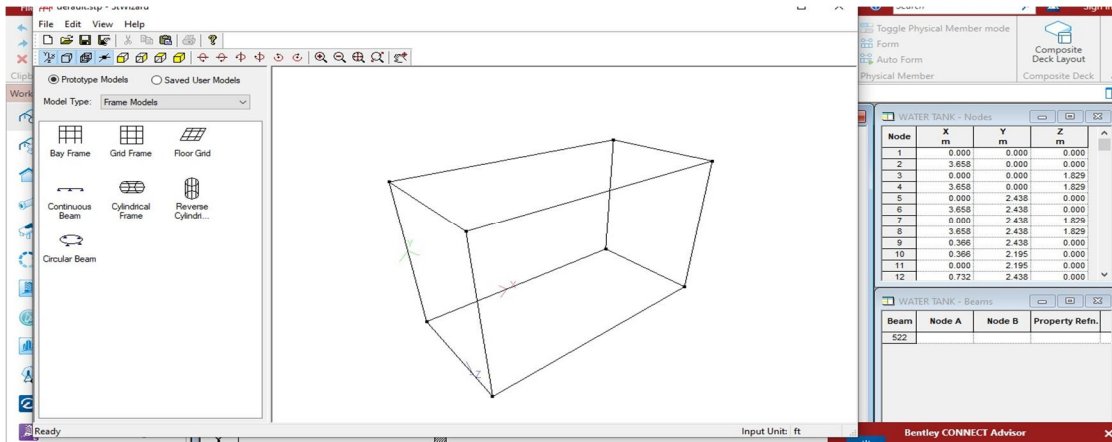 default.stp - StWizard
File Edit View Help
Prototype Models
Saved User Models
Model Type: Frame Models
Bay Frame
Grid Frame
Floor Grid
Continuous Beam
Cylindrical Frame
Reverse Cylindri...
Circular Beam
Y
X
Z
Ready
Input Unit: ft
Toggle Physical Member mode
Form
Auto Form
Physical Member
Composite
Deck Layout
Composite Deck
WATER TANK - Nodes
Node X m Y m Z m
1 0.000 0.000 0.000
2 3.658 0.000 0.000
3 0.000 0.000 1.829
4 3.658 0.000 1.829
5 0.000 2.438 0.000
6 3.658 2.438 0.000
7 0.000 2.438 1.829
8 3.658 2.438 1.829
9 0.366 2.438 0.000
10 0.366 2.195 0.000
11 0.000 2.195 0.000
12 0.732 2.438 0.000
WATER TANK - Beams
Beam Node A Node B Property Refn.
522
Bentley CONNECT Advisor